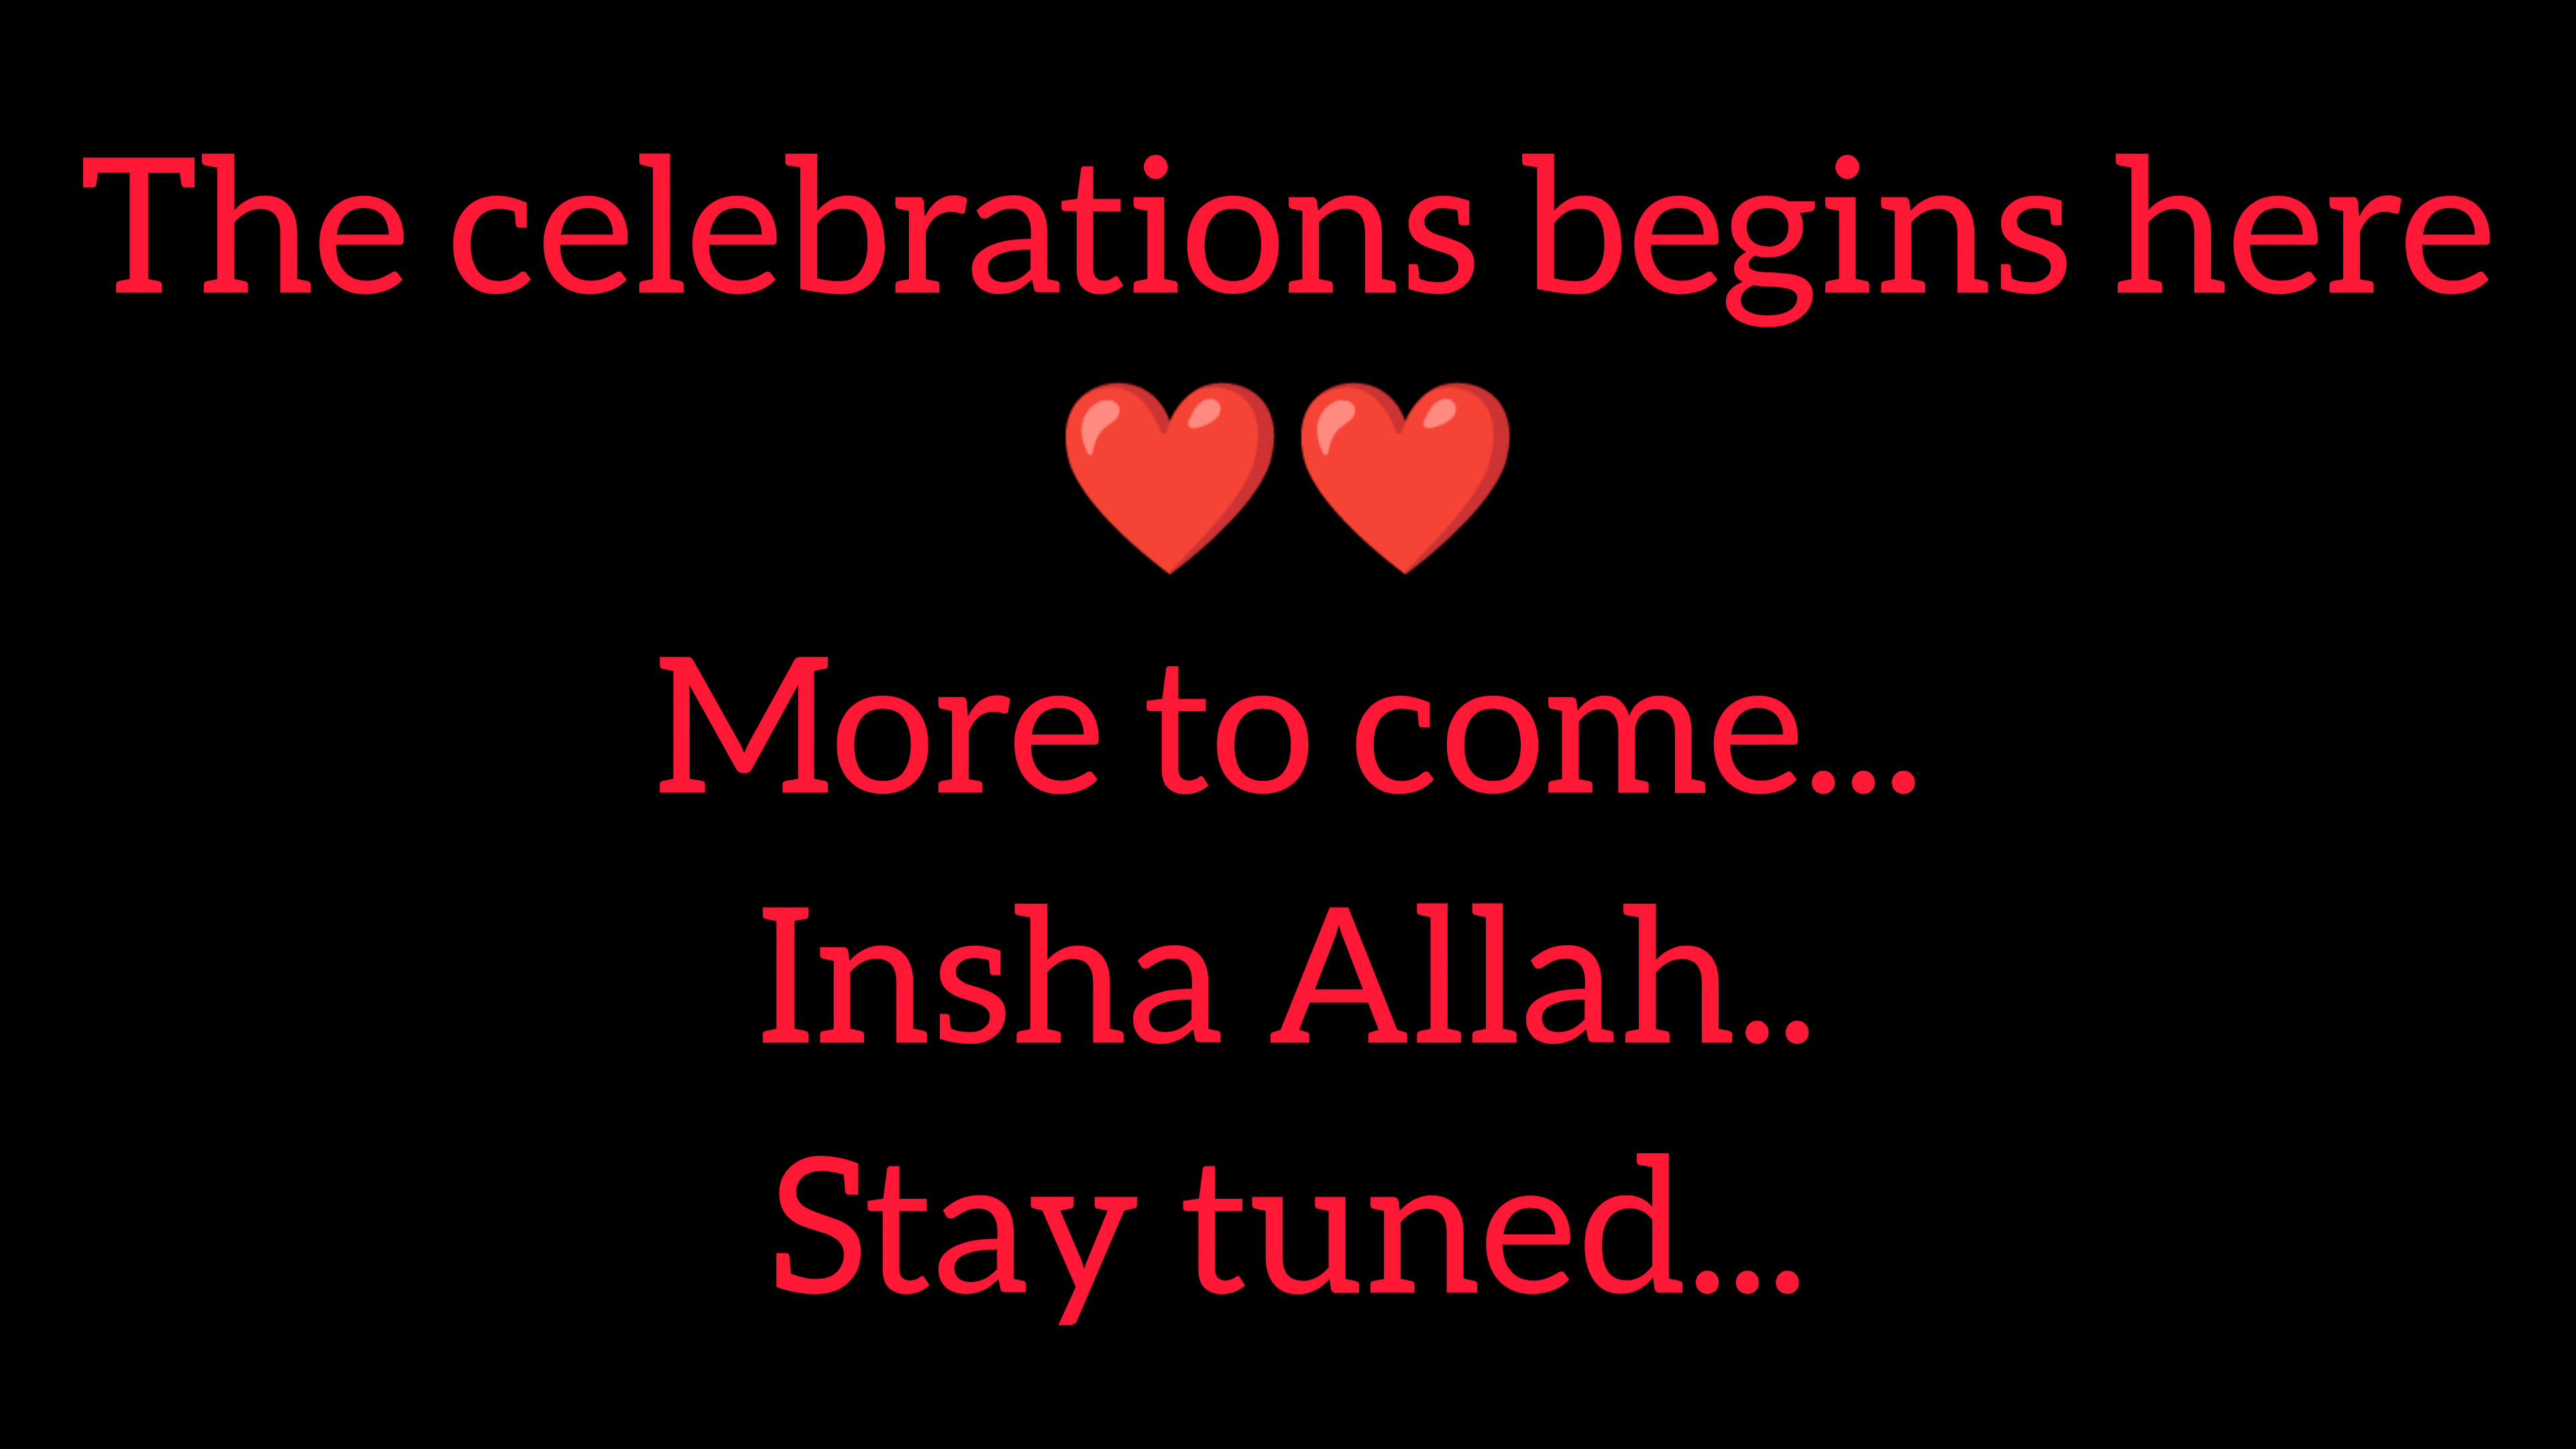 The celebrations begins here
❤️❤️
More to come...
Insha Allah..
Stay tuned...